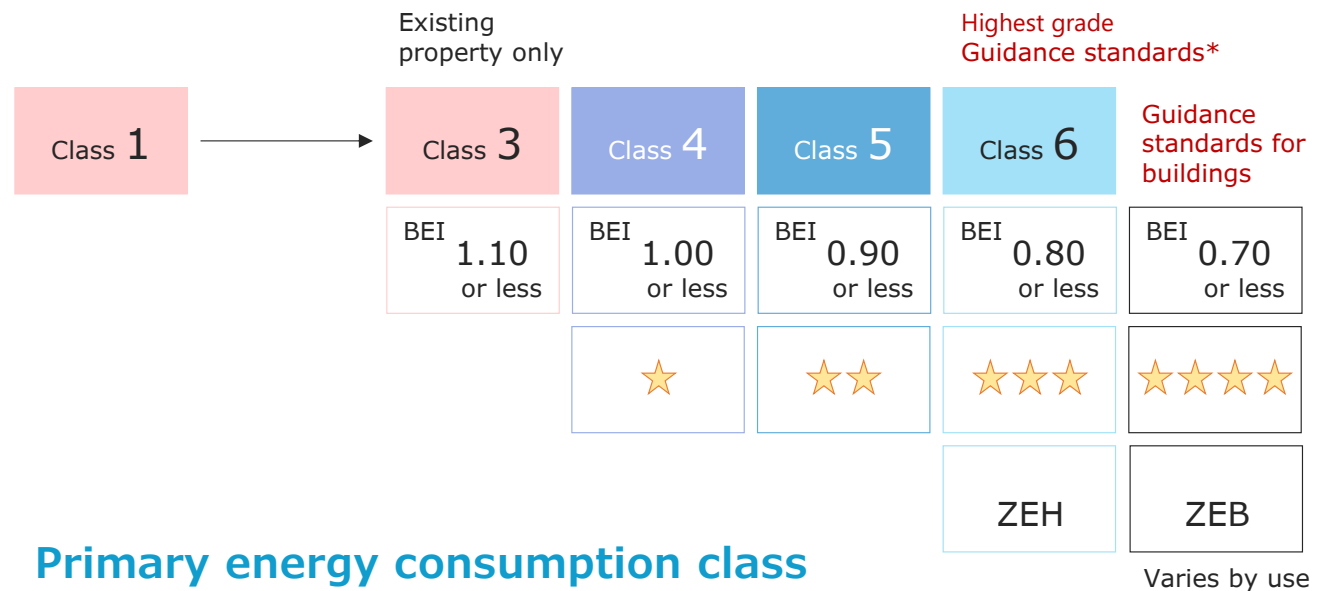 Existing
property only
Highest grade
Guidance standards*
Class 1
Class 3
Class 4
Class 5
Class 6
Guidance
standards for
buildings
BEI
1.10
or less
BEI
1.00
or less
BEI
0.90
or less
BEI
0.80
or less
BEI
0.70
or less
ZEH
ZEB
Primary energy consumption class
Varies by use